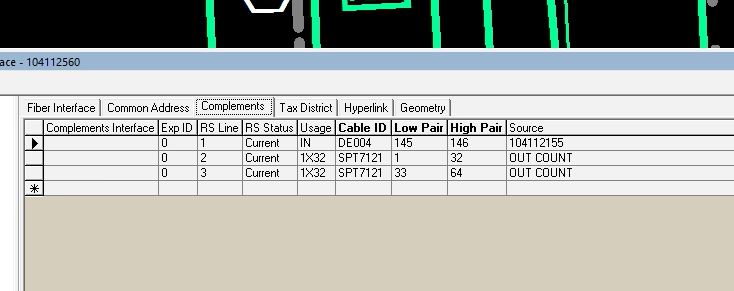 ace - 104112560
Fiber Interface Common Address Complements Tax District Hyperlink Geometry
Complements Interface Exp ID RS Line RS Status Usage Cable ID Low Pair High Pair Source
0 1 Current IN DE004 145 146 104112155
0 2 Current 1X32 SPT7121 1 32 OUT COUNT
0 3 Current 1X32 SPT7121 33 64 OUT COUNT